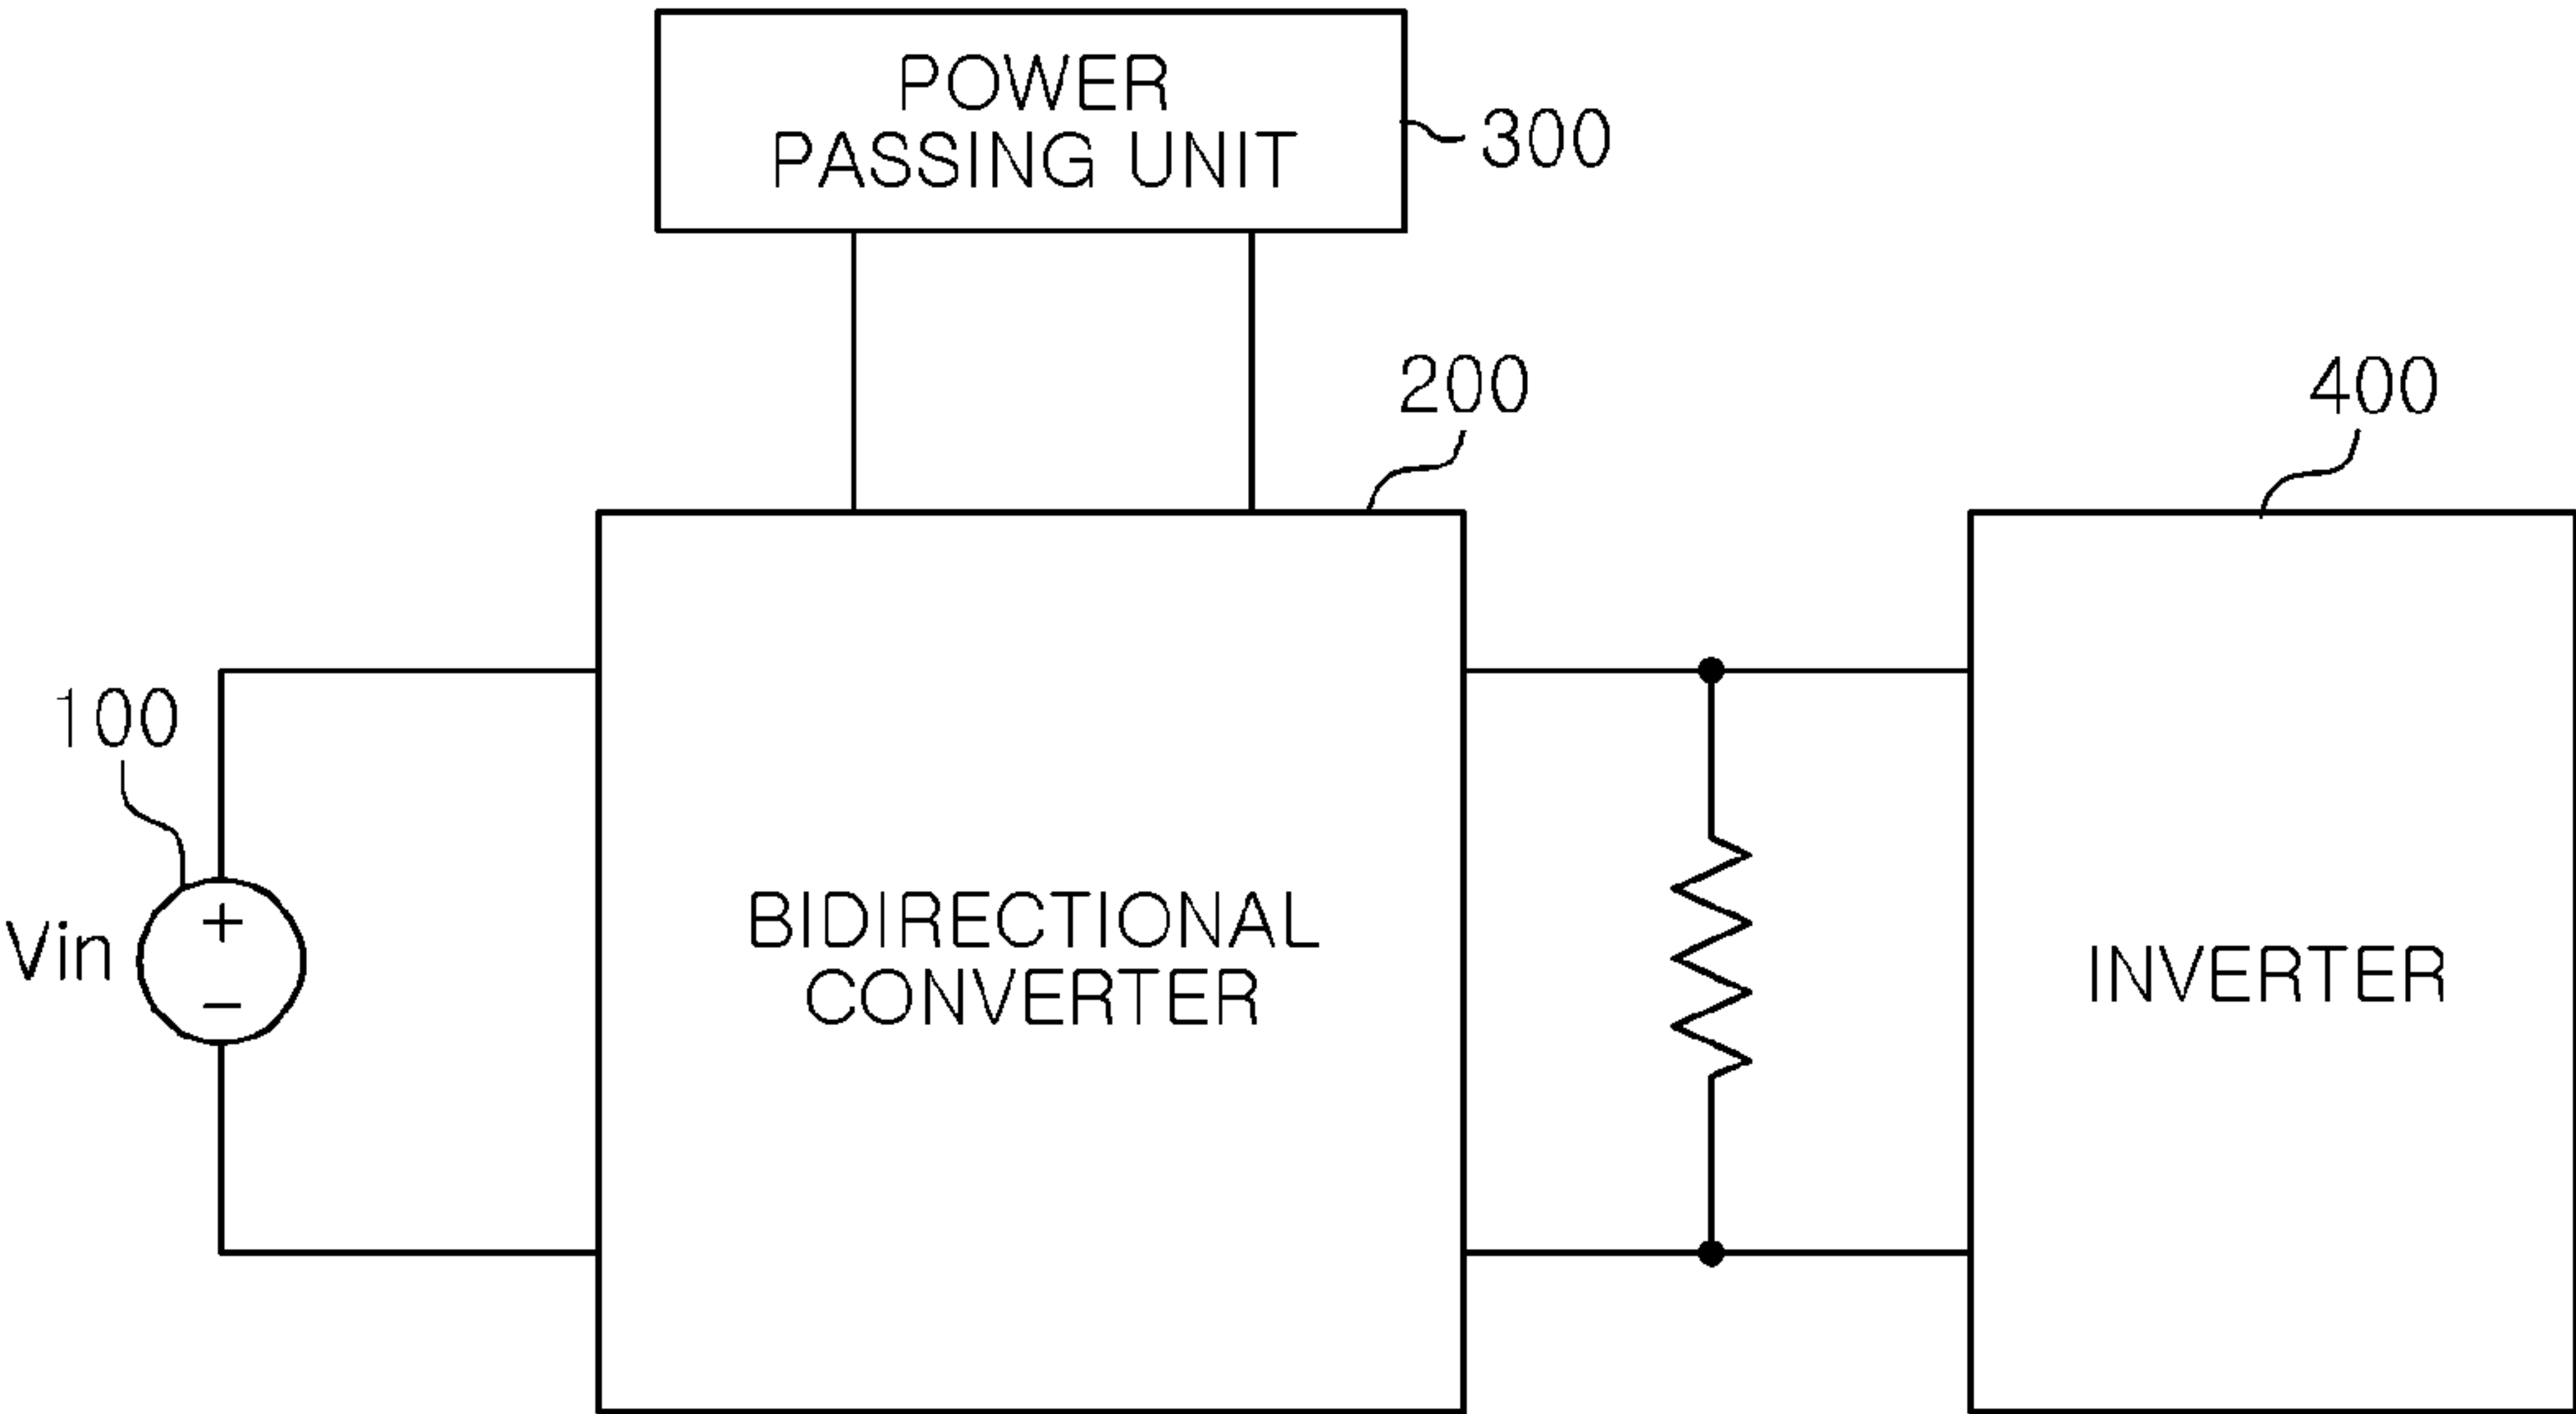 POWER
PASSING UNIT
300
200
400
100
Vin
+
−
BIDIRECTIONAL
CONVERTER
INVERTER